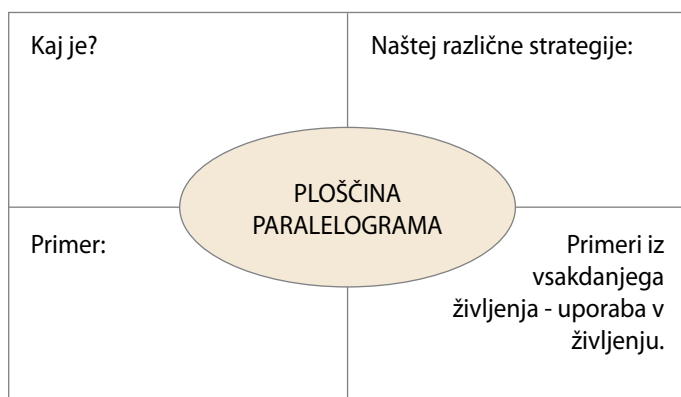 Kaj je?
Naštej različne strategije:
PLOŠČINA
PARALELOGRAMA
Primer:
Primeri iz
vsakdanjega
življenja - uporaba v
življenju.